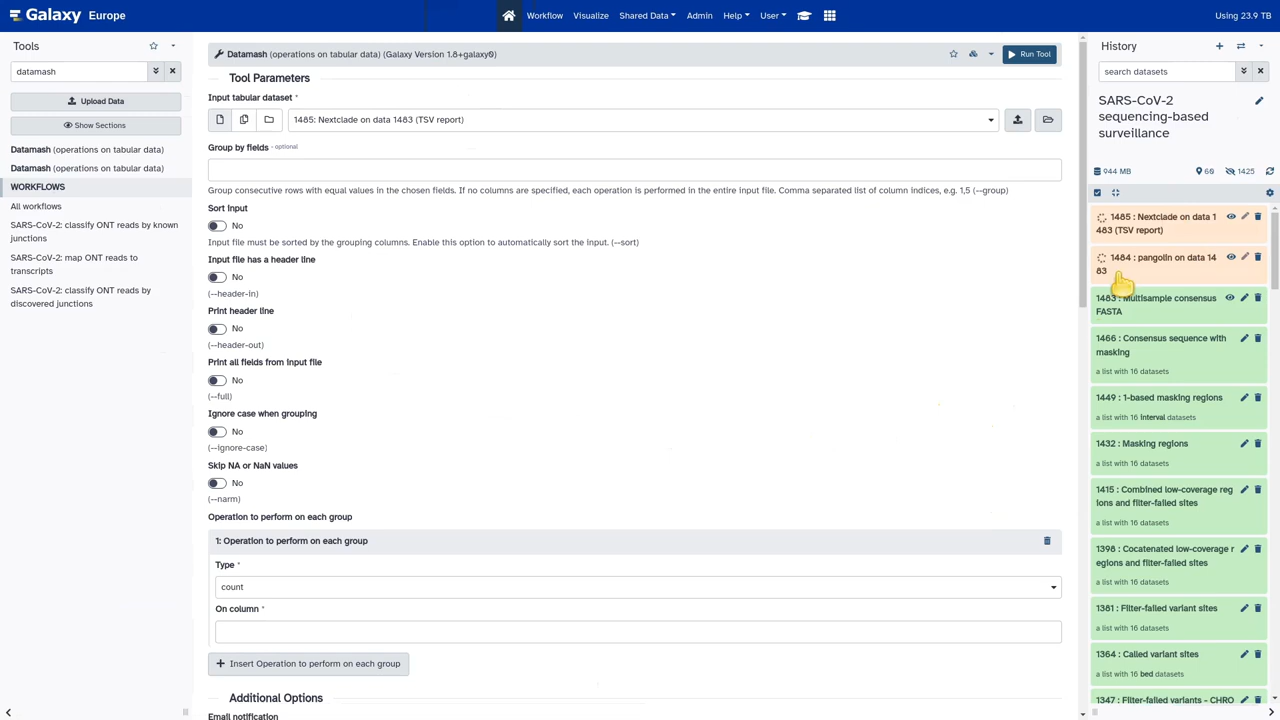 Galaxy Europe
Workflow Visualize Shared Data Admin Help User
Using 23.9 TB
Tools
datamash
Upload Data
Show Sections
Datamash (operations on tabular data)
Datamash (operations on tabular data)
WORKFLOWS
All workflows
SARS-CoV-2: classify ONT reads by known
junctions
SARS-CoV-2: map ONT reads to
transcripts
SARS-CoV-2: classify ONT reads by
discovered junctions
Datamash (operations on tabular data) (Galaxy Version 1.8+galaxy0)
Run Tool
Tool Parameters
Input tabular dataset *
1485: Nextclade on data 1483 (TSV report)
Group by fields - optional
Group consecutive rows with equal values in the chosen fields. If no columns are specified, each operation is performed in the entire input file. Comma separated list of column indices, e.g. 1,5 (--group)
Sort input
No
Input file must be sorted by the grouping columns. Enable this option to automatically sort the input. (--sort)
Input file has a header line
No
(--header-in)
Print header line
No
(--header-out)
Print all fields from input file
No
(--full)
Ignore case when grouping
No
(--ignore-case)
Skip NA or NaN values
No
(--narm)
Operation to perform on each group
1: Operation to perform on each group
Type *
count
On column *
+ Insert Operation to perform on each group
Additional Options
Email notification
History
search datasets
SARS-CoV-2
sequencing-based
surveillance
944 MB
60
1425
1485 : Nextclade on data 1
483 (TSV report)
1484 : pangolin on data 14
83
1483 : Multisample consensus
FASTA
1466 : Consensus sequence with
masking
a list with 16 datasets
1449 : 1-based masking regions
a list with 16 interval datasets
1432 : Masking regions
a list with 16 datasets
1415 : Combined low-coverage reg
ions and filter-failed sites
a list with 16 datasets
1398 : Cocatenated low-coverage r
egions and filter-failed sites
a list with 16 datasets
1381 : Filter-failed variant sites
a list with 16 datasets
1364 : Called variant sites
a list with 16 bed datasets
1347 : Filter-failed variants - CHRO